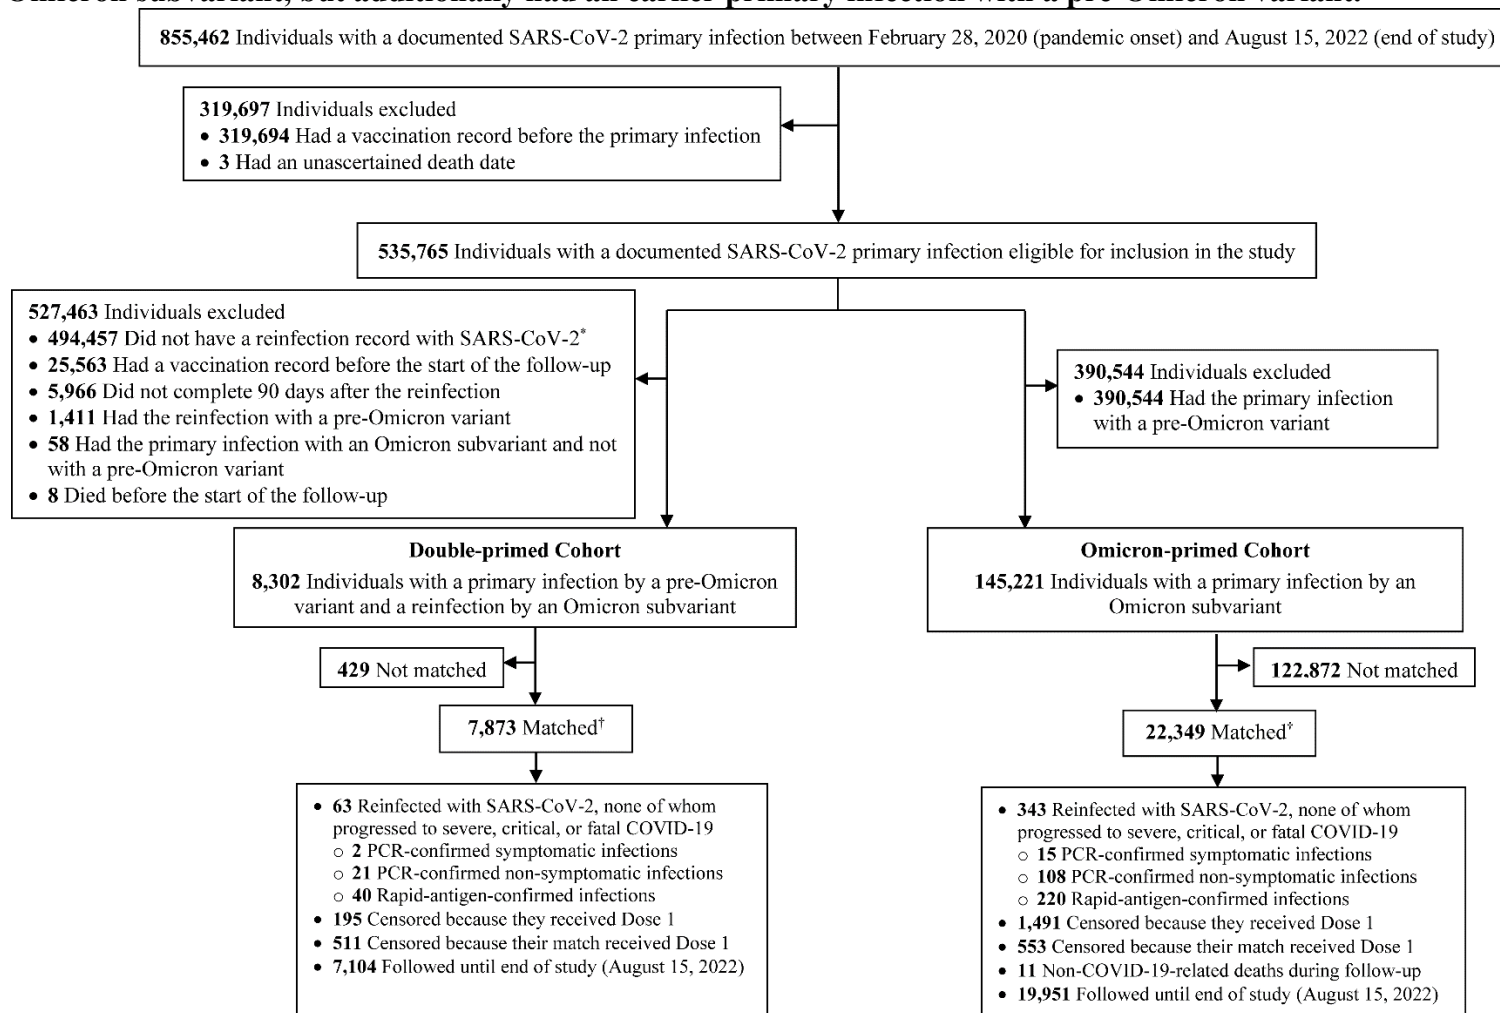 Omicron subvariant, but additionally had an earlier primary infection with a pre-Omicron variant.
855,462 Individuals with a documented SARS-CoV-2 primary infection between February 28, 2020 (pandemic onset) and August 15, 2022 (end of study)
319,697 Individuals excluded
• 319,694 Had a vaccination record before the primary infection
• 3 Had an unascertained death date
535,765 Individuals with a documented SARS-CoV-2 primary infection eligible for inclusion in the study
527,463 Individuals excluded
• 494,457 Did not have a reinfection record with SARS-CoV-2*
• 25,563 Had a vaccination record before the start of the follow-up
• 5,966 Did not complete 90 days after the reinfection
• 1,411 Had the reinfection with a pre-Omicron variant
• 58 Had the primary infection with an Omicron subvariant and not
with a pre-Omicron variant
• 8 Died before the start of the follow-up
390,544 Individuals excluded
• 390,544 Had the primary infection
with a pre-Omicron variant
Double-primed Cohort
8,302 Individuals with a primary infection by a pre-Omicron
variant and a reinfection by an Omicron subvariant
Omicron-primed Cohort
145,221 Individuals with a primary infection by an
Omicron subvariant
429 Not matched
122,872 Not matched
7,873 Matched†
22,349 Matched†
• 63 Reinfected with SARS-CoV-2, none of whom
progressed to severe, critical, or fatal COVID-19
○ 2 PCR-confirmed symptomatic infections
○ 21 PCR-confirmed non-symptomatic infections
○ 40 Rapid-antigen-confirmed infections
• 195 Censored because they received Dose 1
• 511 Censored because their match received Dose 1
• 7,104 Followed until end of study (August 15, 2022)
• 343 Reinfected with SARS-CoV-2, none of whom
progressed to severe, critical, or fatal COVID-19
○ 15 PCR-confirmed symptomatic infections
○ 108 PCR-confirmed non-symptomatic infections
○ 220 Rapid-antigen-confirmed infections
• 1,491 Censored because they received Dose 1
• 553 Censored because their match received Dose 1
• 11 Non-COVID-19-related deaths during follow-up
• 19,951 Followed until end of study (August 15, 2022)